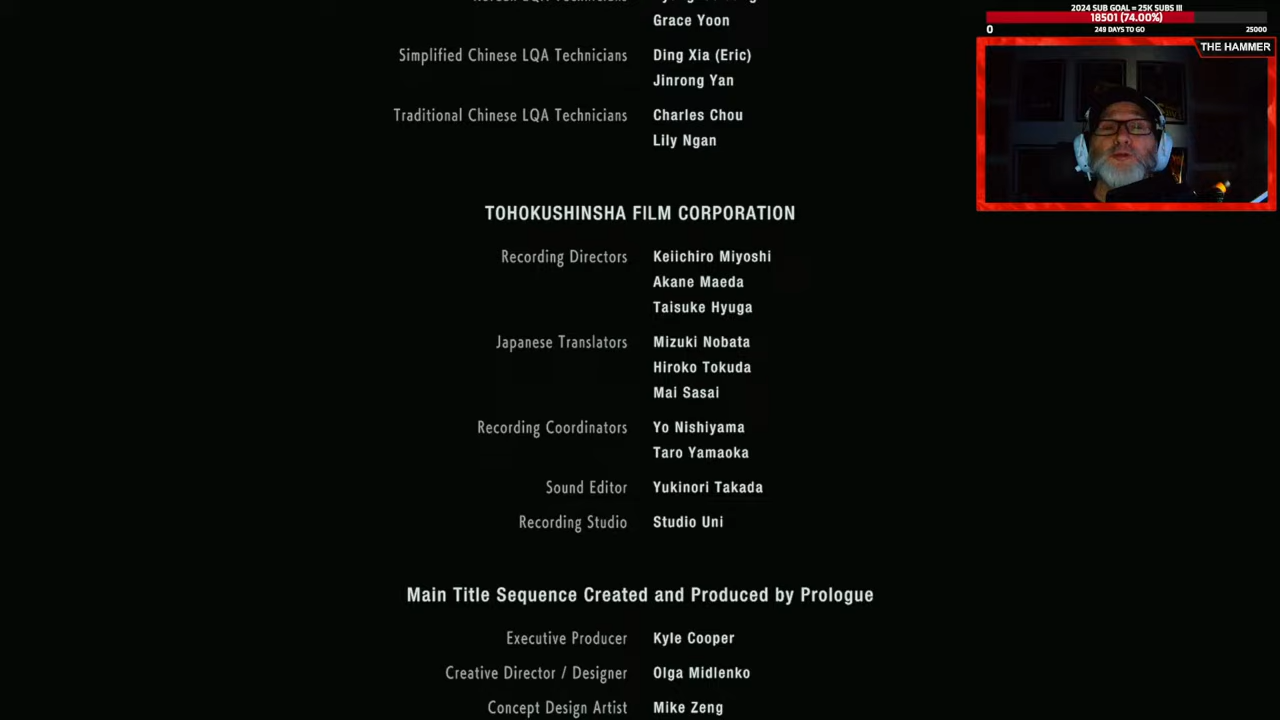 2024 SUB GOAL = 25K SUBS !!!
18501 (74.00%)
0 249 DAYS TO GO 25000
THE HAMMER
Grace Yoon
Simplified Chinese LQA Technicians Ding Xia (Eric)
Jinrong Yan
Traditional Chinese LQA Technicians Charles Chou
Lily Ngan
TOHOKUSHINSHA FILM CORPORATION
Recording Directors Keiichiro Miyoshi
Akane Maeda
Taisuke Hyuga
Japanese Translators Mizuki Nobata
Hiroko Tokuda
Mai Sasai
Recording Coordinators Yo Nishiyama
Taro Yamaoka
Sound Editor Yukinori Takada
Recording Studio Studio Uni
Main Title Sequence Created and Produced by Prologue
Executive Producer Kyle Cooper
Creative Director / Designer Olga Midlenko
Concept Design Artist Mike Zeng